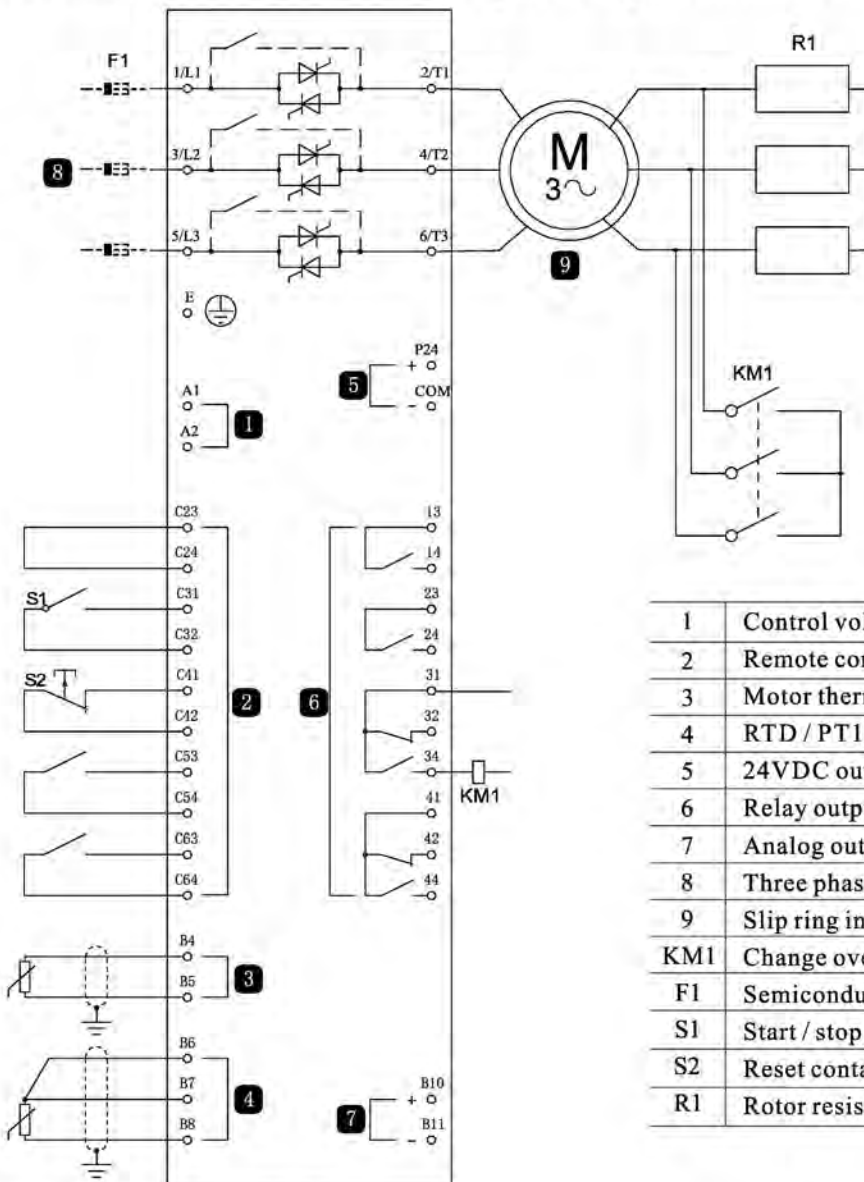 F1
R1
1/L1
2/T1
3/L2
4/T2
8
M
3~
5/L3
6/T3
9
E
P24
+
5
COM
-
A1
1
A2
KM1
C23
13
C24
14
S1
C31
23
C32
24
S2
C41
31
2
6
C42
32
C53
34
KM1
C54
41
C63
42
C64
44
B4
3
B5
B6
B7
4
B8
B10
+
7
B11
-
1 Control vol
2 Remote con
3 Motor therm
4 RTD / PT1
5 24VDC out
6 Relay outp
7 Analog out
8 Three phas
9 Slip ring in
KM1 Change ove
F1 Semicondu
S1 Start / stop
S2 Reset conta
R1 Rotor resis